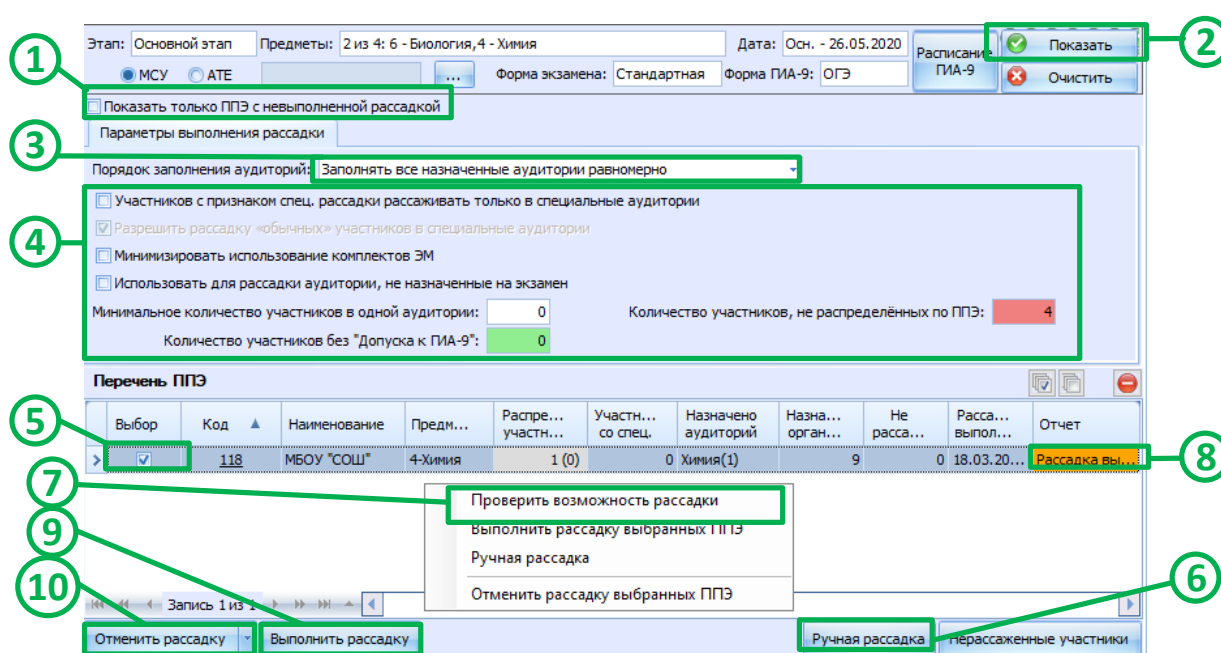 Этап: Основной этап Предметы: 2 из 4: 6 - Биология,4 - Химия Дата: Осн. - 26.05.2020 Расписание ГИА-9 Показать 2
1 МСУ АТЕ ... Форма экзамена: Стандартная Форма ГИА-9: ОГЭ Очистить
Показать только ППЭ с невыполненной рассадкой
Параметры выполнения рассадки
3
Порядок заполнения аудиторий: Заполнять все назначенные аудитории равномерно
Участников с признаком спец. рассадки рассаживать только в специальные аудитории
4 Разрешить рассадку «обычных» участников в специальные аудитории
Минимизировать использование комплектов ЭМ
Использовать для рассадки аудитории, не назначенные на экзамен
Минимальное количество участников в одной аудитории: 0 Количество участников, не распределённых по ППЭ: 4
Количество участников без "Допуска к ГИА-9": 0
Перечень ППЭ
5 Выбор Код Наименование Предм... Распре... участн... Участн... со спец. Назначено аудиторий Назна... орган... Не расса... Расса... выпол... Отчет
118 МБОУ "СОШ" 4-Химия 1 (0) 0 Химия(1) 9 0 18.03.20... Рассадка вы... 8
7 Проверить возможность рассадки
9 Выполнить рассадку выбранных ППЭ
Ручная рассадка
10 Отменить рассадку выбранных ППЭ 6
Запись 1 из 1
Отменить рассадку Выполнить рассадку Ручная рассадка Нерассаженные участники